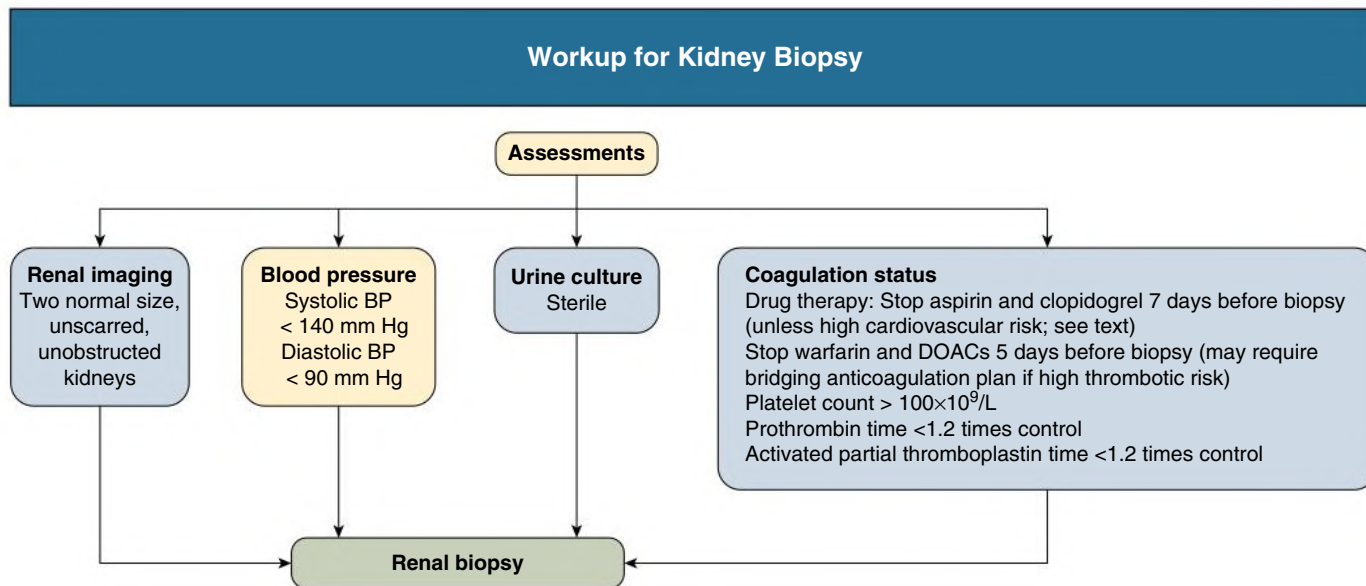 Workup for Kidney Biopsy
Assessments
Renal imaging
Two normal size,
unscarred,
unobstructed
kidneys
Blood pressure
Systolic BP
< 140 mm Hg
Diastolic BP
< 90 mm Hg
Urine culture
Sterile
Coagulation status
Drug therapy: Stop aspirin and clopidogrel 7 days before biopsy
(unless high cardiovascular risk; see text)
Stop warfarin and DOACs 5 days before biopsy (may require
bridging anticoagulation plan if high thrombotic risk)
Platelet count > 100×10⁹/L
Prothrombin time <1.2 times control
Activated partial thromboplastin time <1.2 times control
Renal biopsy